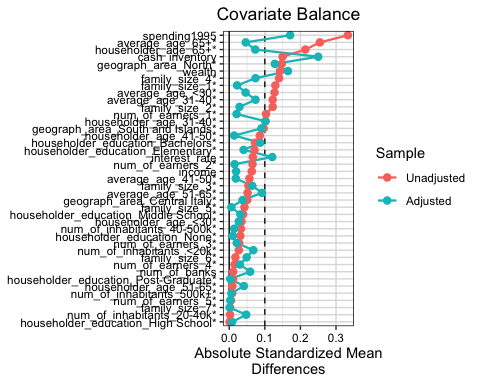 Covariate Balance
spending1995
average_age_65+*
householder_age_65+*
cash_inventory
geograph_area_North*
wealth
family_size_4*
family_size_1*
average_age_<30*
average_age_31-40*
family_size_2*
num_of_earners_1*
householder_age_31-40*
geograph_area_South and Islands*
householder_age_41-50*
householder_education_Bachelors*
householder_education_Elementary*
interest_rate
num_of_earners_2*
income
average_age_41-50*
family_size_3*
average_age_51-65*
geograph_area_Central Italy*
family_size_5*
householder_education_Middle School*
householder_age_<30*
num_of_inhabitants_40-500k*
householder_education_None*
num_of_earners_3*
num_of_inhabitants_<20k*
family_size_6*
num_of_earners_4*
num_of_banks
householder_education_Post-Graduate*
householder_age_51-65*
num_of_inhabitants_500k+*
num_of_earners_5*
family_size_7*
num_of_inhabitants_20-40k*
householder_education_High School*
0.0 0.1 0.2 0.3
Absolute Standardized Mean
Differences
Sample
Unadjusted
Adjusted